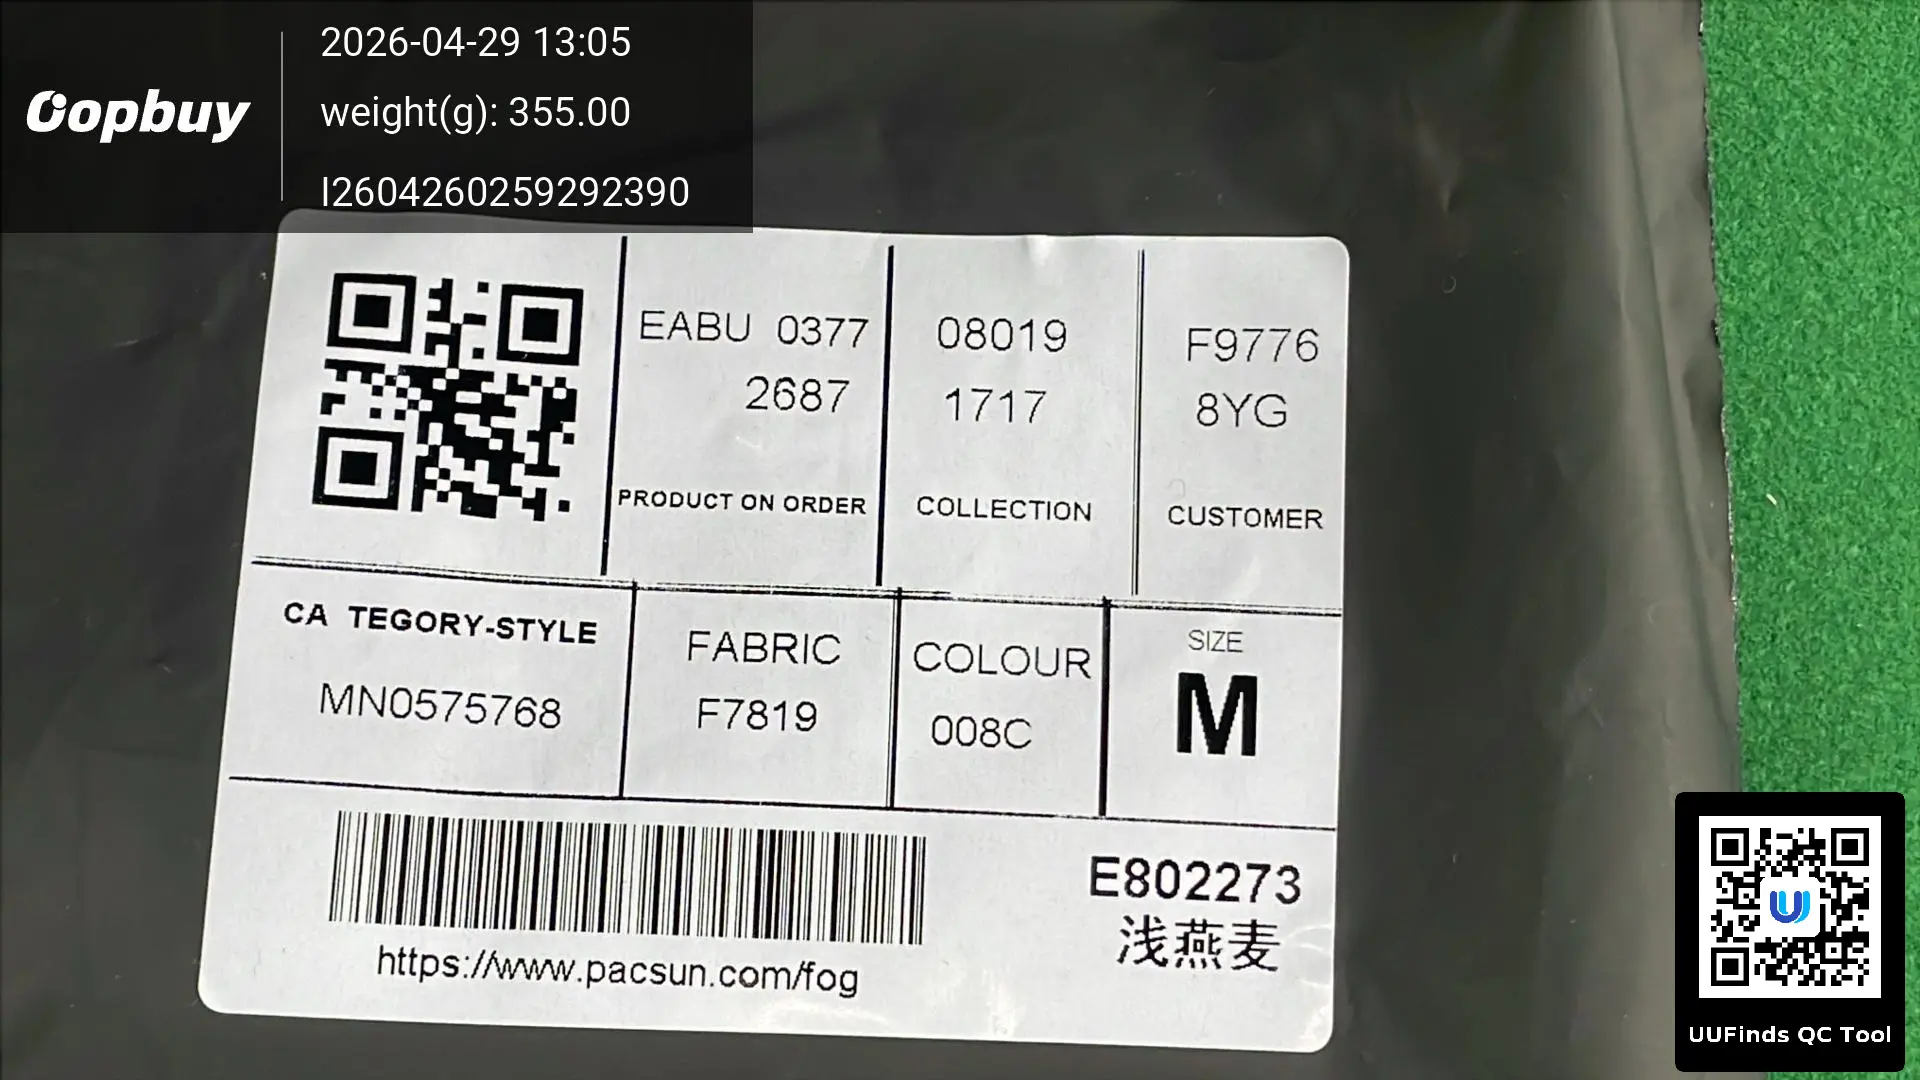 Oopbuy
2026-04-29 13:05
weight(g): 355.00
I2604260259292390
EABU 0377
2687
PRODUCT ON ORDER
08019
1717
COLLECTION
F9776
8YG
CUSTOMER
CA TEGORY-STYLE
MN0575768
FABRIC
F7819
COLOUR
008C
SIZE
M
https://www.pacsun.com/fog
E802273
浅燕麦
UUFinds QC Tool